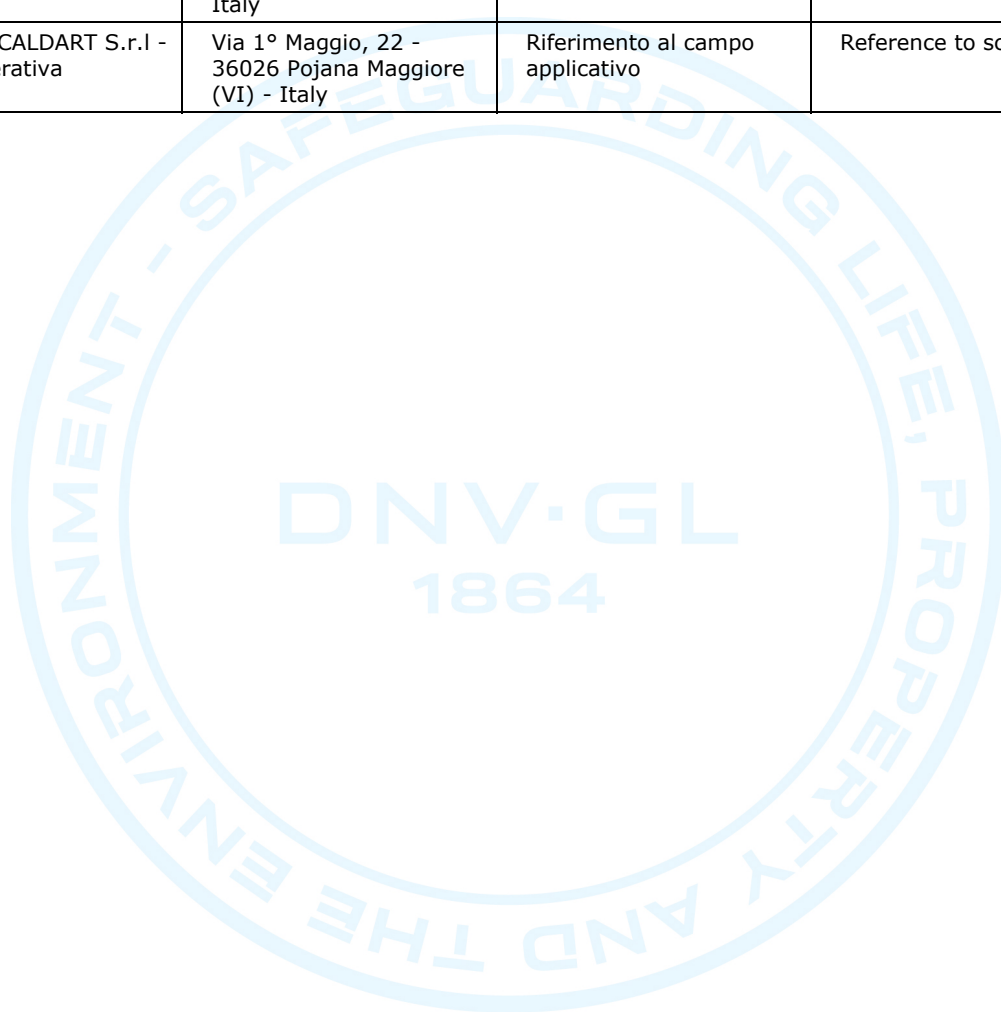 Italy
CALDART S.r.l -
rativa
Via 1° Maggio, 22 -
36026 Pojana Maggiore
(VI) - Italy
Riferimento al campo
applicativo
Reference to
SAFEGUARDING LIFE, PROPERTY AND THE ENVIRONMENT -
DNV·GL
1864